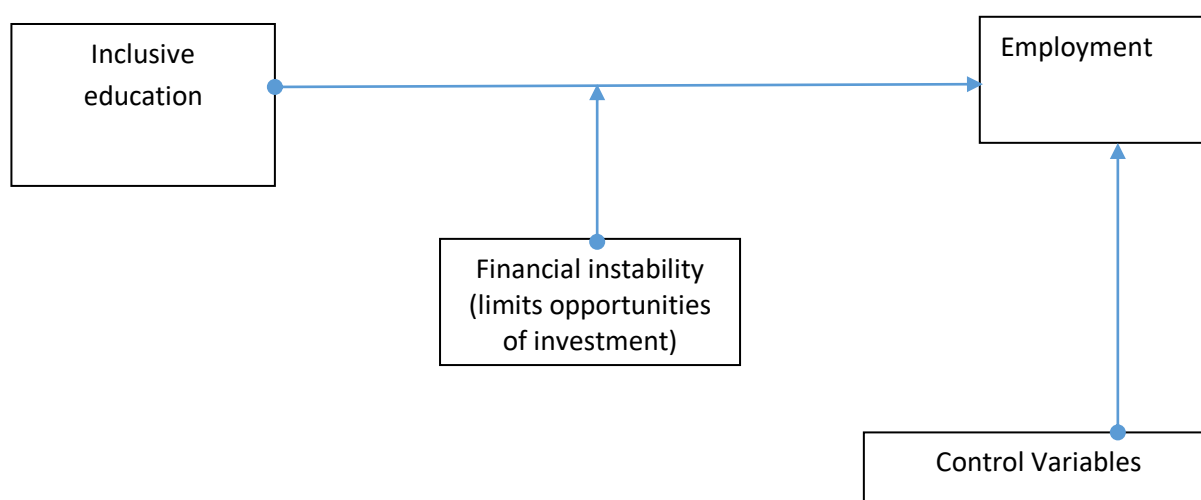 Inclusive
education
Employment
Financial instability
(limits opportunities
of investment)
Control Variables